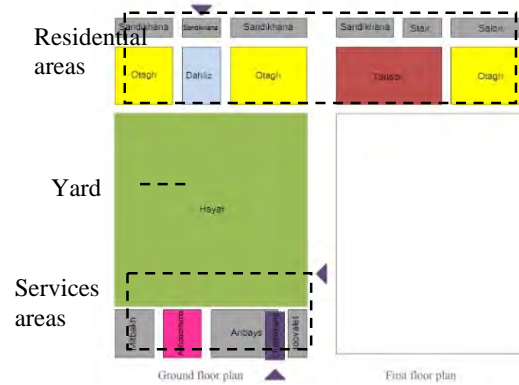 Sandikhana Sandikhana Sandikhana Sandikhana Stair Salon
Residential
areas
Otagh Dahliz Otagh Otagh
Yard
Hayat
Services
areas
Matbakh Anbays
Ground floor plan First floor plan